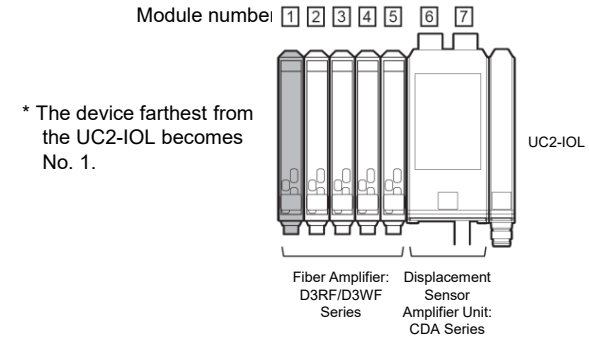 Module number 1 2 3 4 5 6 7
* The device farthest from
the UC2-IOL becomes
No. 1.
UC2-IOL
Fiber Amplifier:
D3RF/D3WF
Series
Displacement
Sensor
Amplifier Unit:
CDA Series